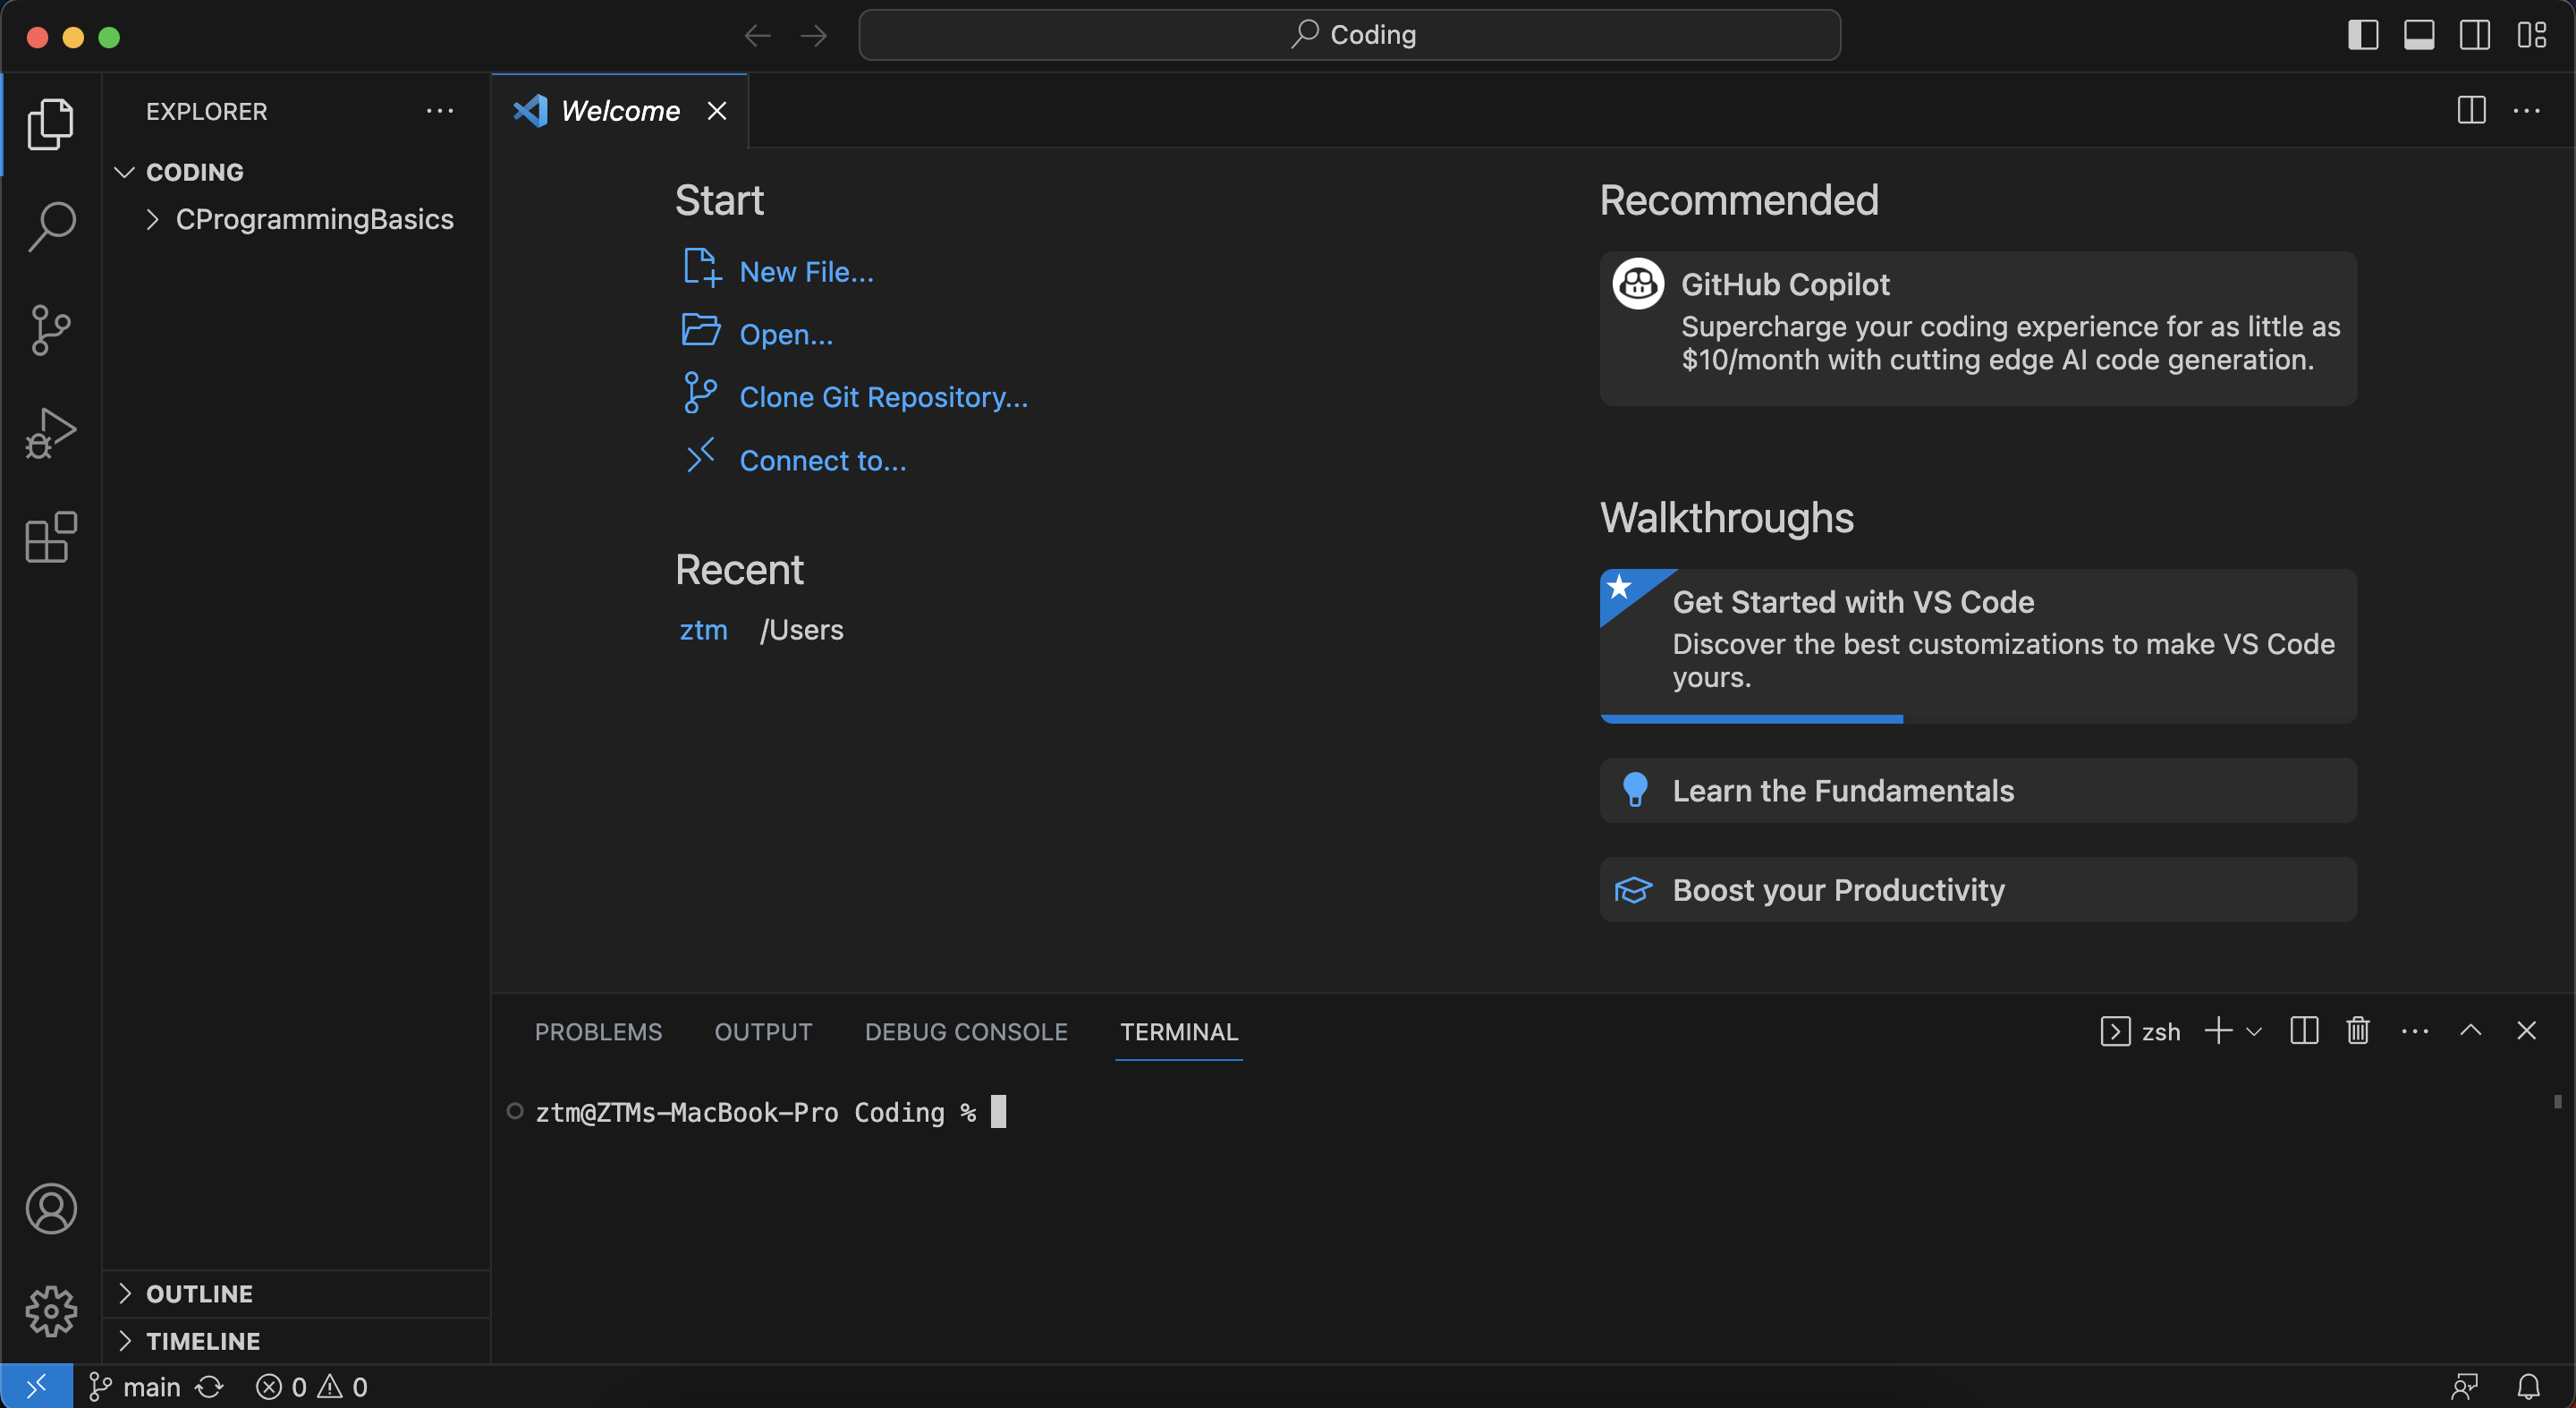 Coding
EXPLORER
CODING
CProgrammingBasics
OUTLINE
TIMELINE
Welcome
Start
New File...
Open...
Clone Git Repository...
Connect to...
Recent
ztm /Users
Recommended
GitHub Copilot
Supercharge your coding experience for as little as
$10/month with cutting edge AI code generation.
Walkthroughs
Get Started with VS Code
Discover the best customizations to make VS Code
yours.
Learn the Fundamentals
Boost your Productivity
PROBLEMS OUTPUT DEBUG CONSOLE TERMINAL zsh
ztm@ZTMs-MacBook-Pro Coding %
main 0 0